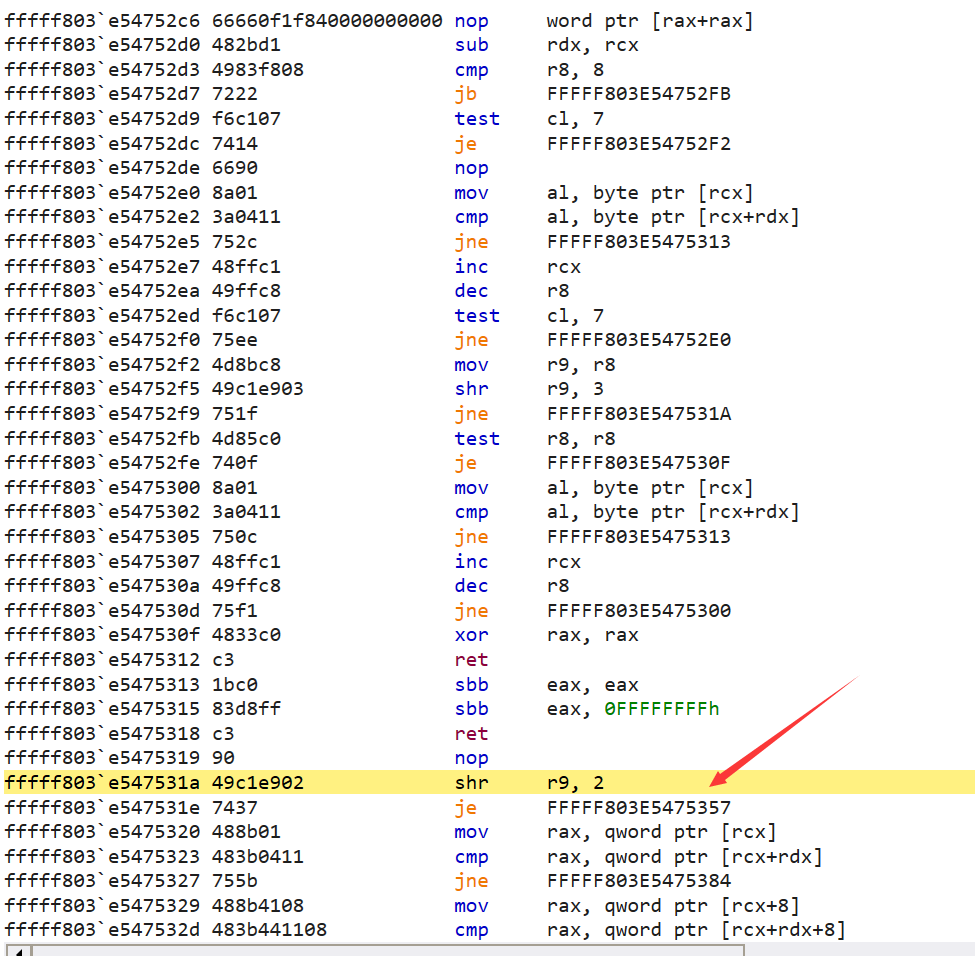 fffff803`e54752c6 66660f1f840000000000 nop word ptr [rax+rax]
fffff803`e54752d0 482bd1 sub rdx, rcx
fffff803`e54752d3 4983f808 cmp r8, 8
fffff803`e54752d7 7222 jb FFFFF803E54752FB
fffff803`e54752d9 f6c107 test cl, 7
fffff803`e54752dc 7414 je FFFFF803E54752F2
fffff803`e54752de 6690 nop
fffff803`e54752e0 8a01 mov al, byte ptr [rcx]
fffff803`e54752e2 3a0411 cmp al, byte ptr [rcx+rdx]
fffff803`e54752e5 752c jne FFFFF803E5475313
fffff803`e54752e7 48ffc1 inc rcx
fffff803`e54752ea 49ffc8 dec r8
fffff803`e54752ed f6c107 test cl, 7
fffff803`e54752f0 75ee jne FFFFF803E54752E0
fffff803`e54752f2 4d8bc8 mov r9, r8
fffff803`e54752f5 49c1e903 shr r9, 3
fffff803`e54752f9 751f jne FFFFF803E547531A
fffff803`e54752fb 4d85c0 test r8, r8
fffff803`e54752fe 740f je FFFFF803E547530F
fffff803`e5475300 8a01 mov al, byte ptr [rcx]
fffff803`e5475302 3a0411 cmp al, byte ptr [rcx+rdx]
fffff803`e5475305 750c jne FFFFF803E5475313
fffff803`e5475307 48ffc1 inc rcx
fffff803`e547530a 49ffc8 dec r8
fffff803`e547530d 75f1 jne FFFFF803E5475300
fffff803`e547530f 4833c0 xor rax, rax
fffff803`e5475312 c3 ret
fffff803`e5475313 1bc0 sbb eax, eax
fffff803`e5475315 83d8ff sbb eax, 0FFFFFFFFh
fffff803`e5475318 c3 ret
fffff803`e5475319 90 nop
fffff803`e547531a 49c1e902 shr r9, 2
fffff803`e547531e 7437 je FFFFF803E5475357
fffff803`e5475320 488b01 mov rax, qword ptr [rcx]
fffff803`e5475323 483b0411 cmp rax, qword ptr [rcx+rdx]
fffff803`e5475327 755b jne FFFFF803E5475384
fffff803`e5475329 488b4108 mov rax, qword ptr [rcx+8]
fffff803`e547532d 483b441108 cmp rax, qword ptr [rcx+rdx+8]